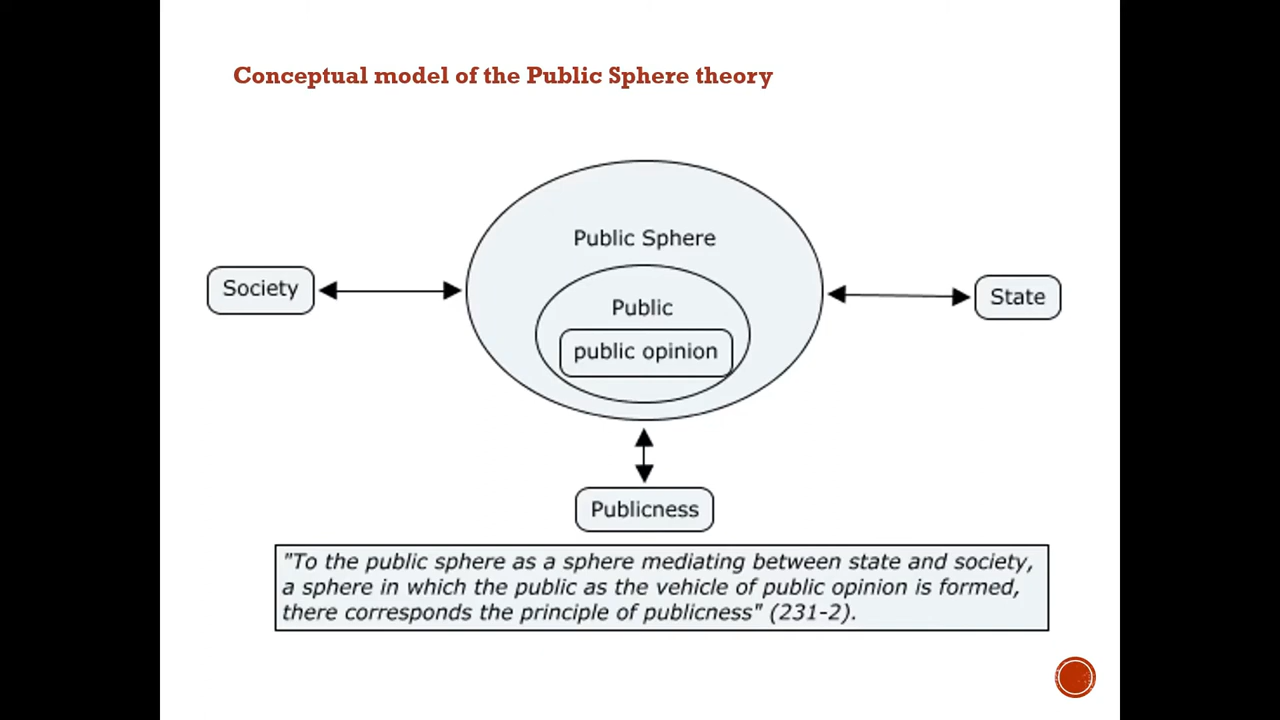 Conceptual model of the Public Sphere theory
Public Sphere
Society
Public
State
public opinion
Publicness
"To the public sphere as a sphere mediating between state and society,
a sphere in which the public as the vehicle of public opinion is formed,
there corresponds the principle of publicness" (231-2).